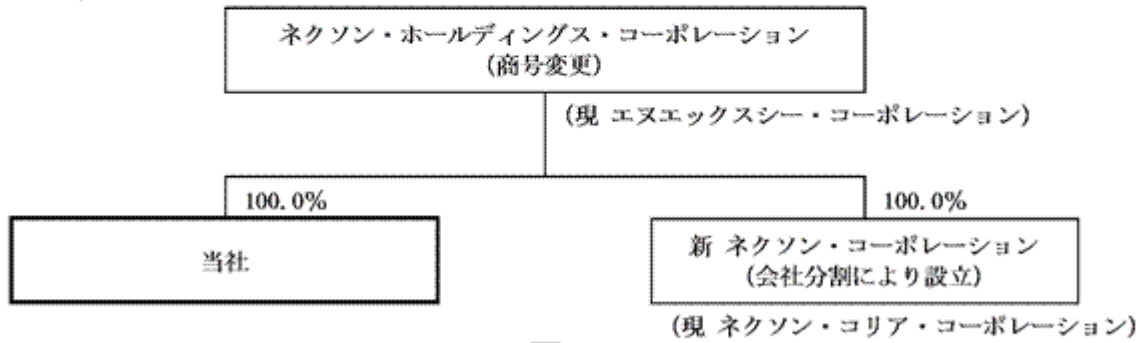 ネクソン・ホールディングス・コーポレーション
(商号変更)
(現 エヌエックスシー・コーポレーション)
100.0%
100.0%
当社
新 ネクソン・コーポレーション
(会社分割により設立)
(現 ネクソン・コリア・コーポレーション)